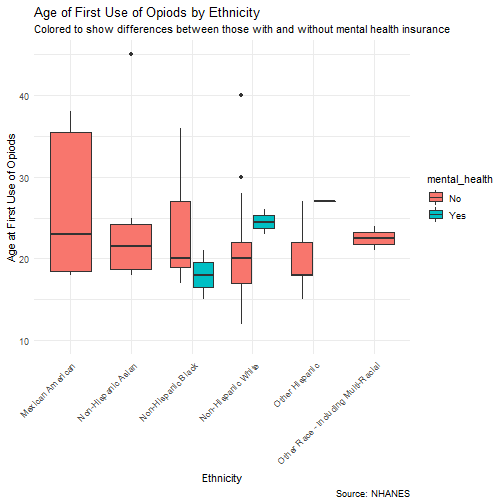 Age of First Use of Opiods by Ethnicity
Colored to show differences between those with and without mental health insurance
Age at First Use of Opiods
40
30
20
10
mental_health
No
Yes
Mexican American
Non-Hispanic Asian
Non-Hispanic Black
Non-Hispanic White
Other Hispanic
Other Race - Including Multi-Racial
Ethnicity
Source: NHANES